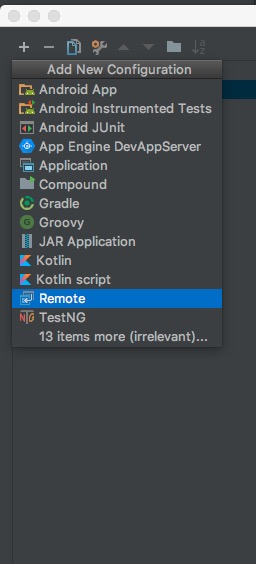 Add New Configuration
Android App
Android Instrumented Tests
Android JUnit
App Engine DevAppServer
Application
Compound
Gradle
Groovy
JAR Application
Kotlin
Kotlin script
Remote
TestNG
13 items more (irrelevant)...